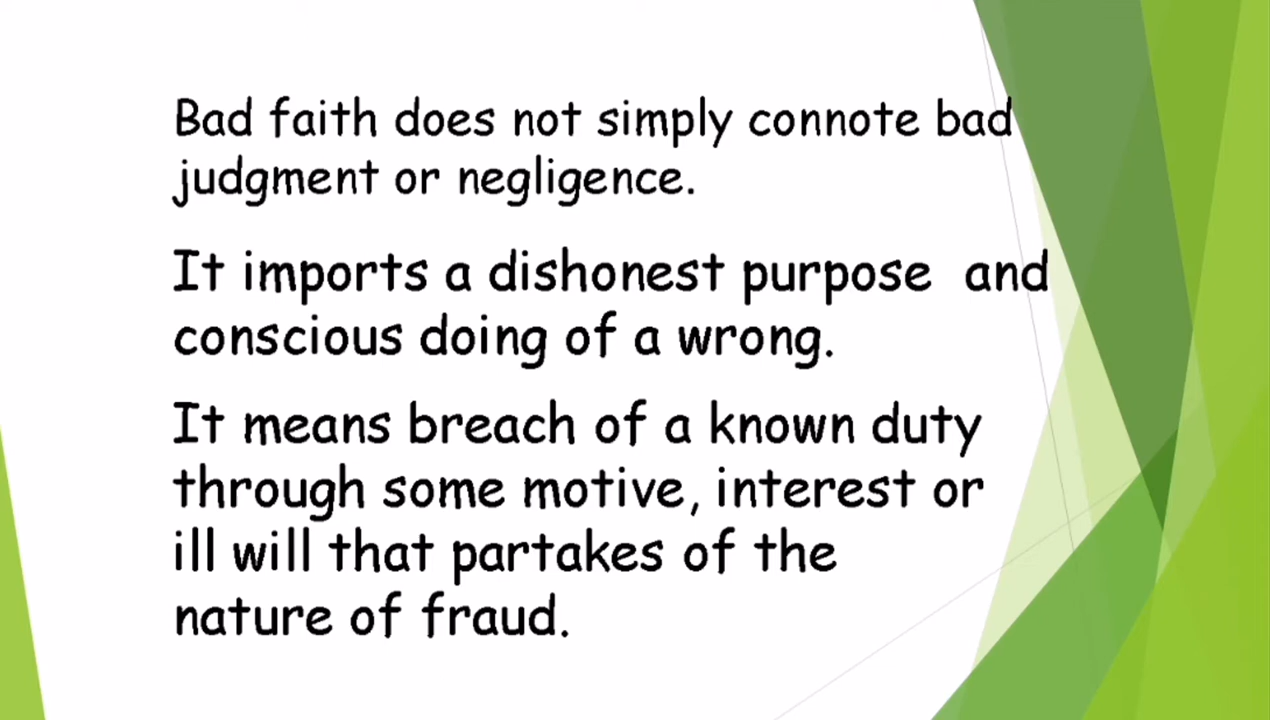 Bad faith does not simply connote bad
judgment or negligence.
It imports a dishonest purpose and
conscious doing of a wrong.
It means breach of a known duty
through some motive, interest or
ill will that partakes of the
nature of fraud.